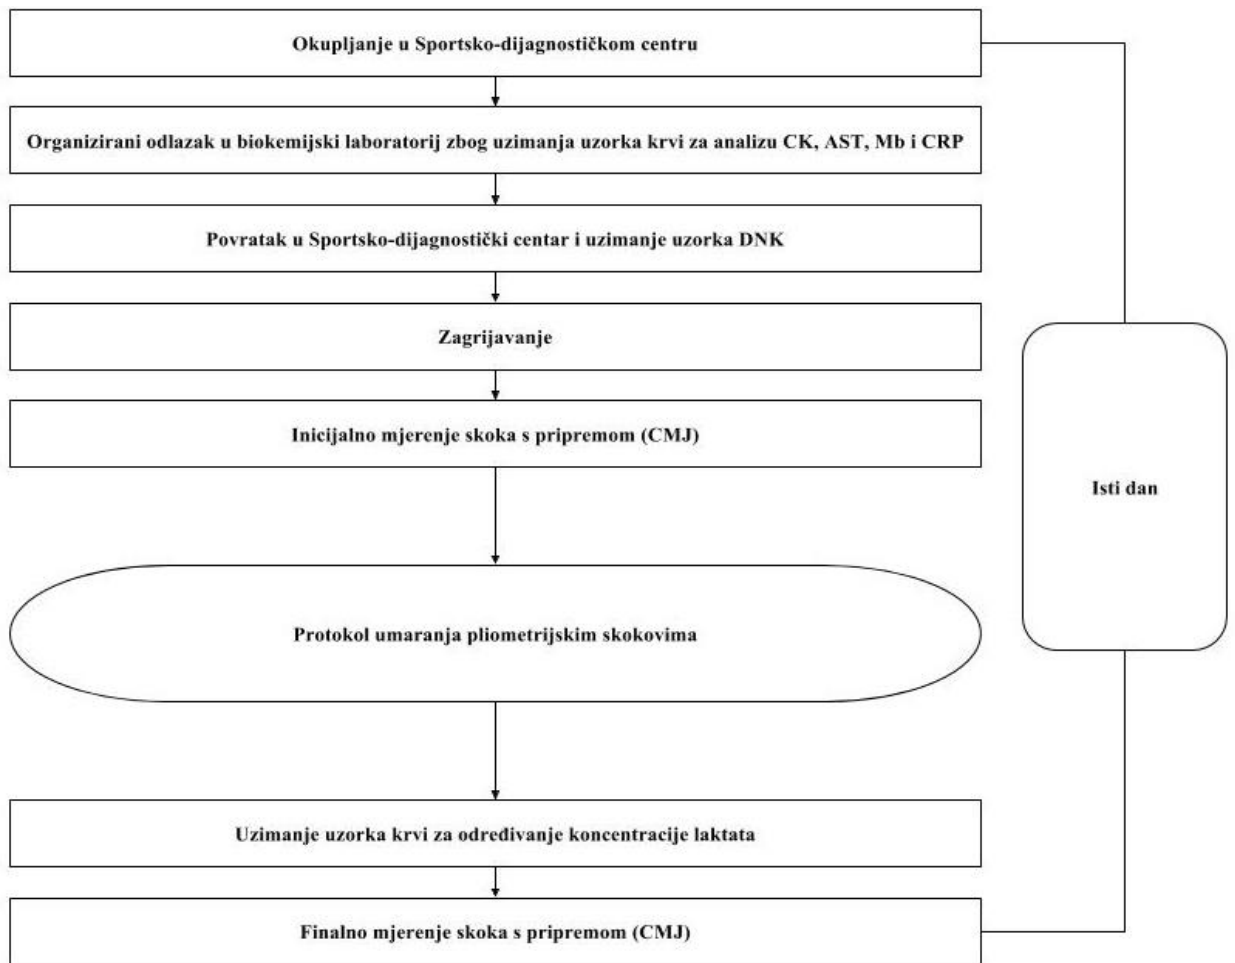 Okupljanje u Sportsko-dijagnostičkom centru
Organizirani odlazak u biokemijski laboratorij zbog uzimanja uzorka krvi za analizu CK, AST, Mb i CRP
Povratak u Sportsko-dijagnostički centar i uzimanje uzorka DNK
Zagrijavanje
Inicijalno mjerenje skoka s pripremom (CMJ)
Isti dan
Protokol umaranja pliometrijskim skokovima
Uzimanje uzorka krvi za određivanje koncentracije laktata
Finalno mjerenje skoka s pripremom (CMJ)